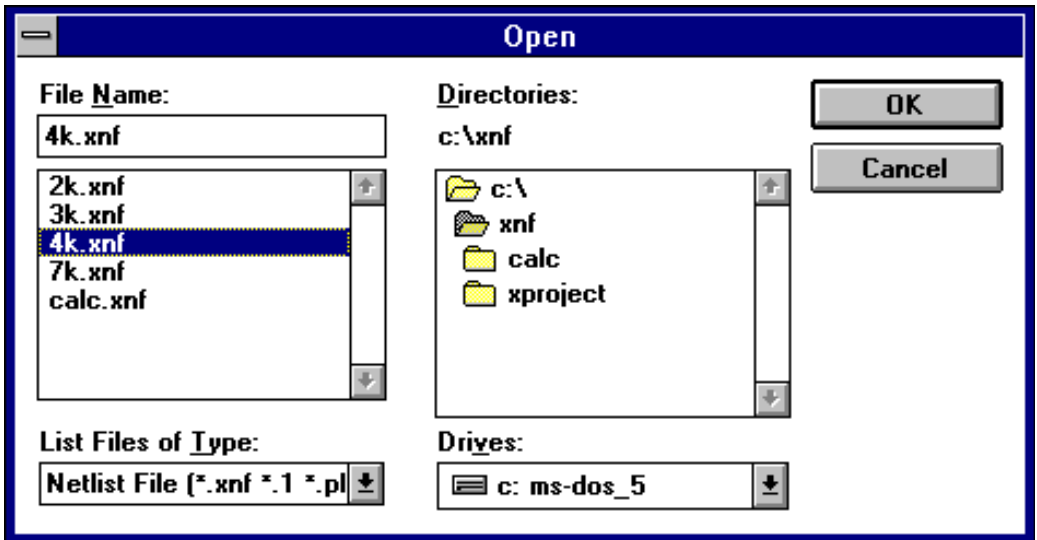 Open
File Name:
4k.xnf
2k.xnf
3k.xnf
4k.xnf
7k.xnf
calc.xnf
List Files of Type:
Netlist File (*.xnf *.1 *.pl
Directories:
c:\xnf
c:\
xnf
calc
xproject
Drives:
c: ms-dos_5
OK
Cancel